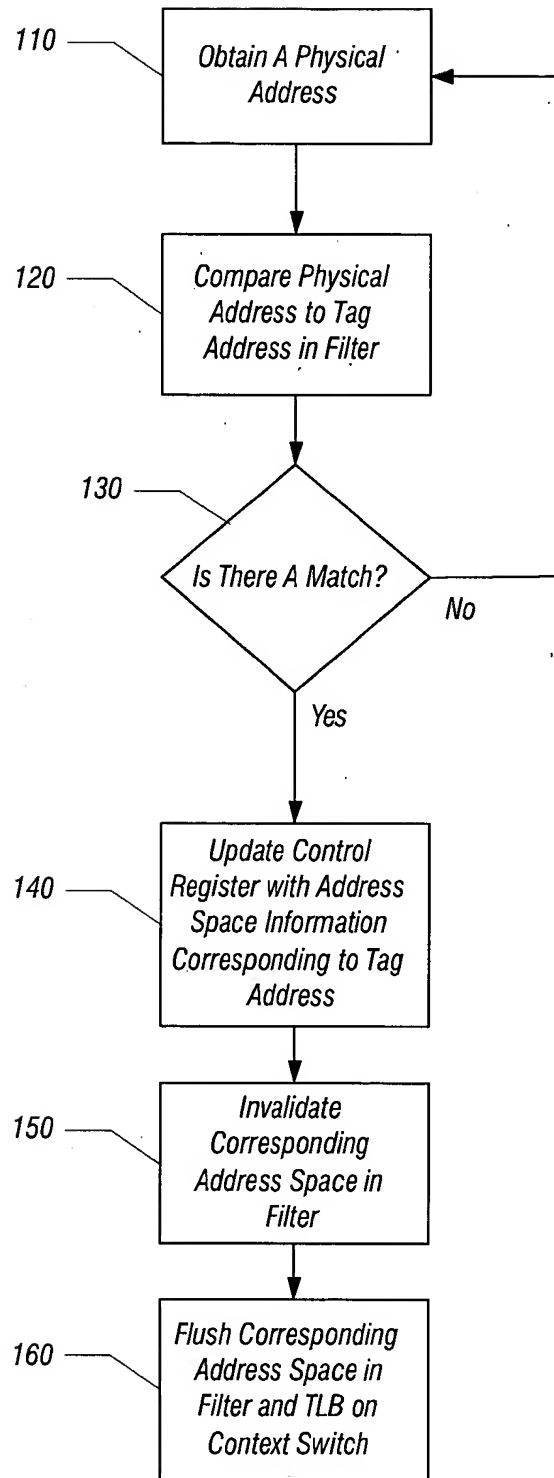 110
Obtain A Physical
Address
120
Compare Physical
Address to Tag
Address in Filter
130
Is There A Match?
No
Yes
140
Update Control
Register with Address
Space Information
Corresponding to Tag
Address
150
Invalidate
Corresponding
Address Space in
Filter
160
Flush Corresponding
Address Space in
Filter and TLB on
Context Switch